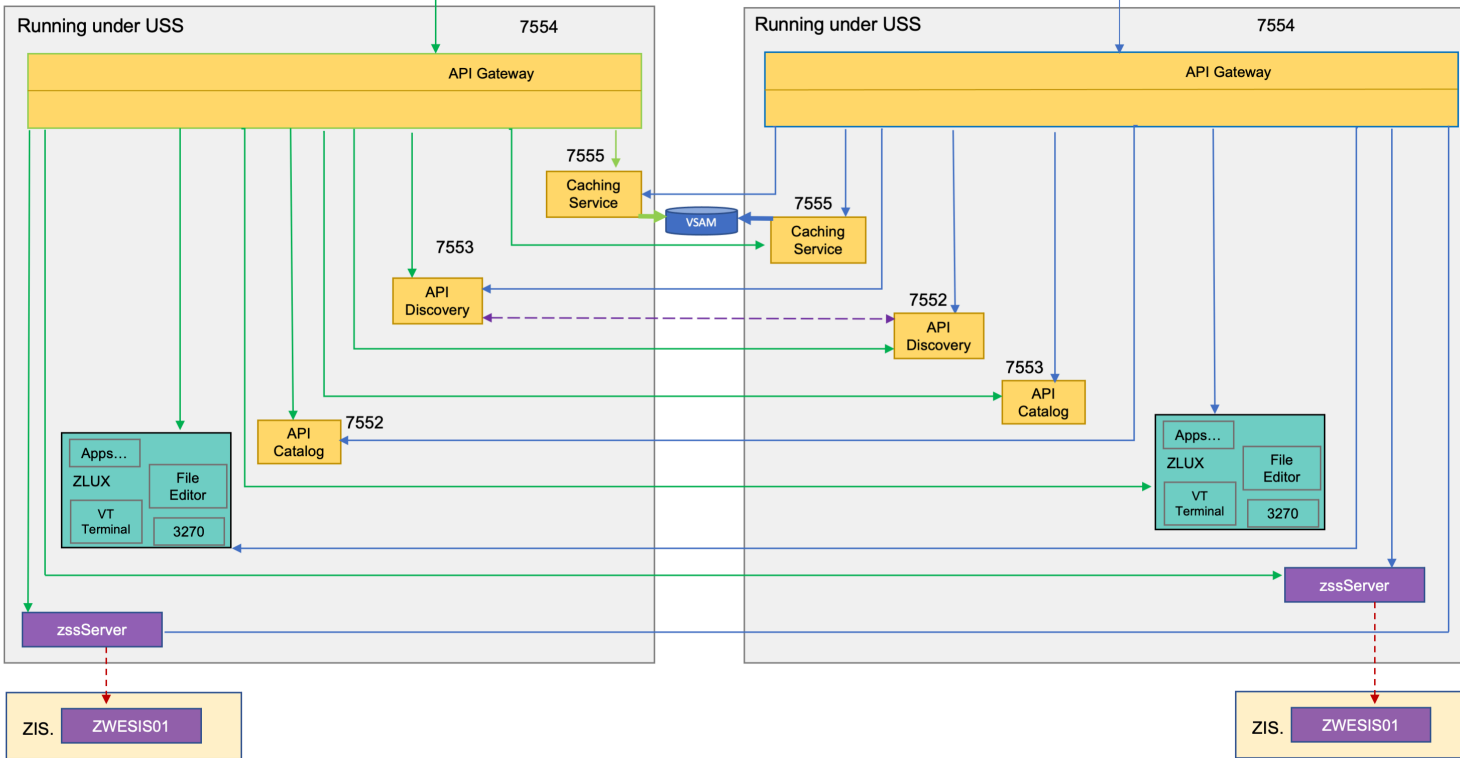 Running under USS
7554
API Gateway
7555
Caching
Service
7553
API
Discovery
API
Catalog
7552
Apps...
ZLUX
File
Editor
VT
Terminal
3270
zssServer
ZIS.
ZWESIS01
VSAM
Running under USS
7554
API Gateway
7555
Caching
Service
7552
API
Discovery
7553
API
Catalog
Apps...
ZLUX
File
Editor
VT
Terminal
3270
zssServer
ZIS.
ZWESIS01